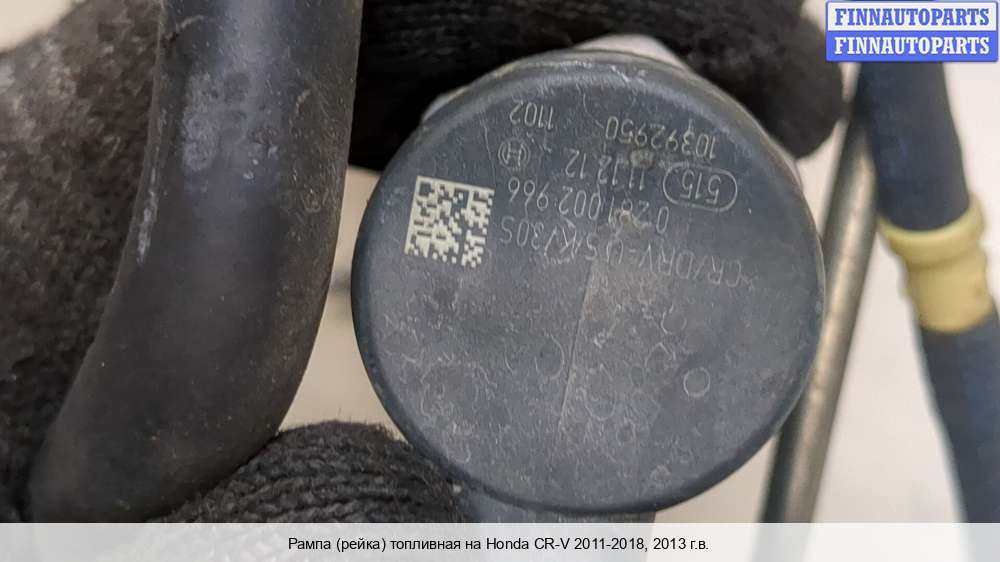 FINNAUTOPARTS
FINNAUTOPARTS
CR/DRV-U 30S
0 281 002 966
515 11.12.12
10392950 1102
Рампа (рейка) топливная на Honda CR-V 2011-2018, 2013 г.в.